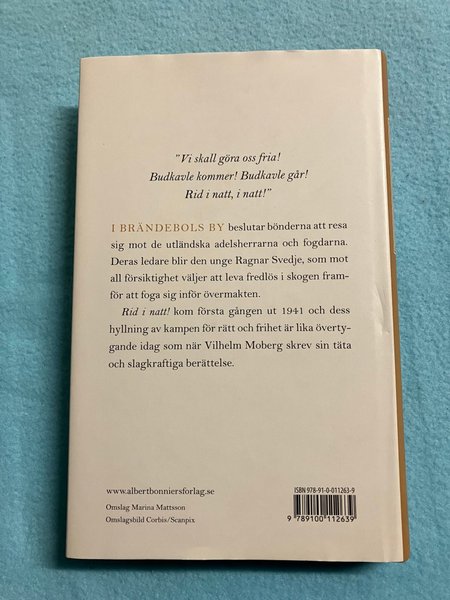 "Vi skall göra oss fria!
Budkavle kommer! Budkavle går!
Rid i natt, i natt!"
I BRÄNDEBOLS BY beslutar bönderna att resa
sig mot de utländska adelsherrarna och fogdarna.
Deras ledare blir den unge Ragnar Svedje, som mot
all försiktighet väljer att leva fredlös i skogen fram-
för att foga sig inför övermakten.
Rid i natt! kom första gången ut 1941 och dess
hyllning av kampen för rätt och frihet är lika överty-
gande idag som när Vilhelm Moberg skrev sin täta
och slagkraftiga berättelse.
www.albertbonniersforlag.se
Omslag Marina Mattsson
Omslagsbild Corbis/Scanpix
ISBN 978-91-0-011263-9
9 789100 112639